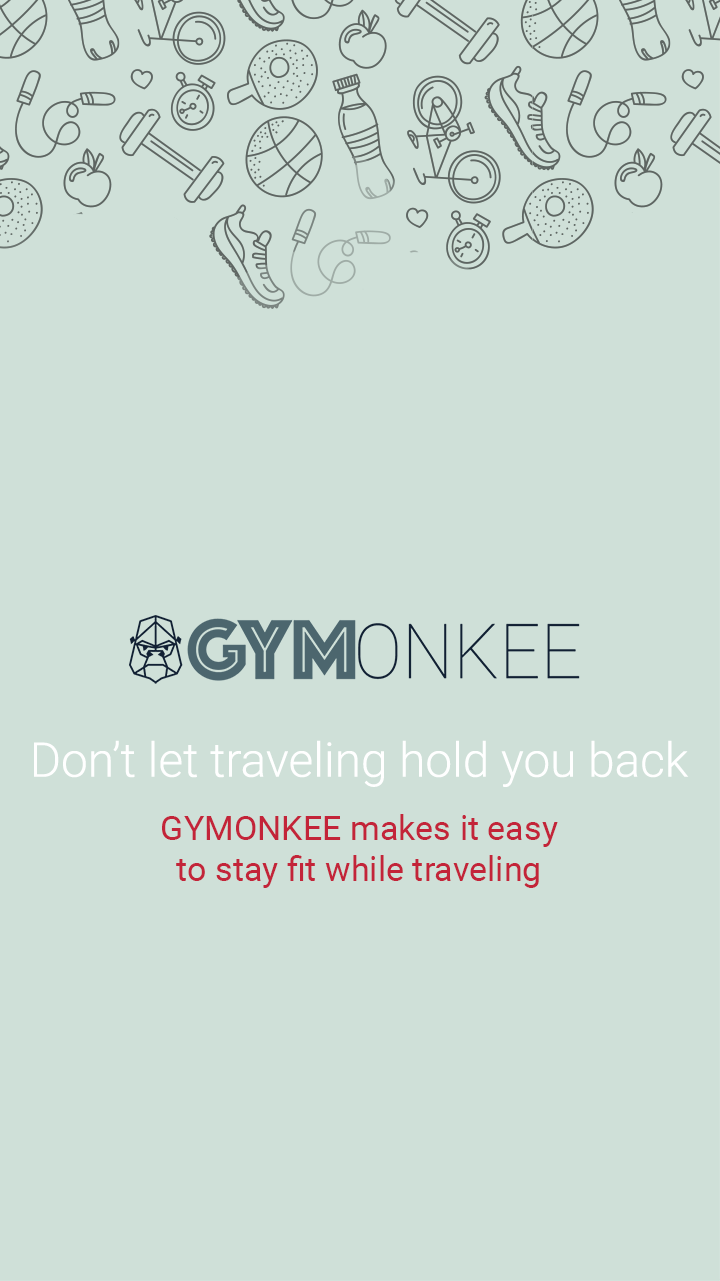 GYMONKEE
Don't let traveling hold you back
GYMONKEE makes it easy
to stay fit while traveling